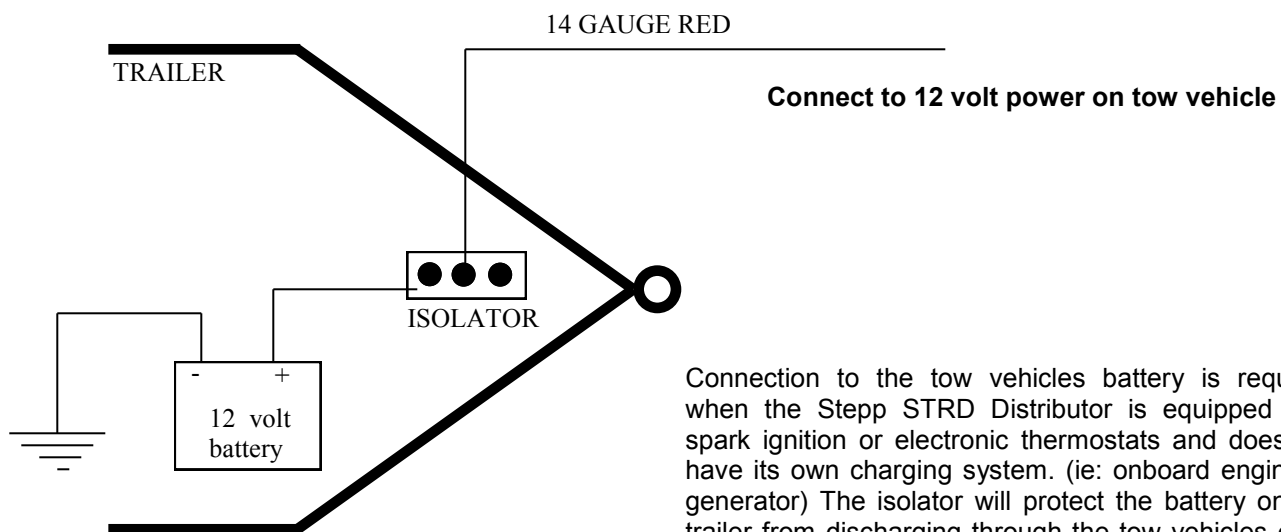 14 GAUGE RED
TRAILER
Connect to 12 volt power on tow vehicle
ISOLATOR
- +
12 volt
battery
Connection to the tow vehicles battery is
when the Stepp STRD Distributor is equipped
spark ignition or electronic thermostats and does
have its own charging system. (ie: onboard
generator) The isolator will protect the battery
trailer from discharging through the tow vehicles